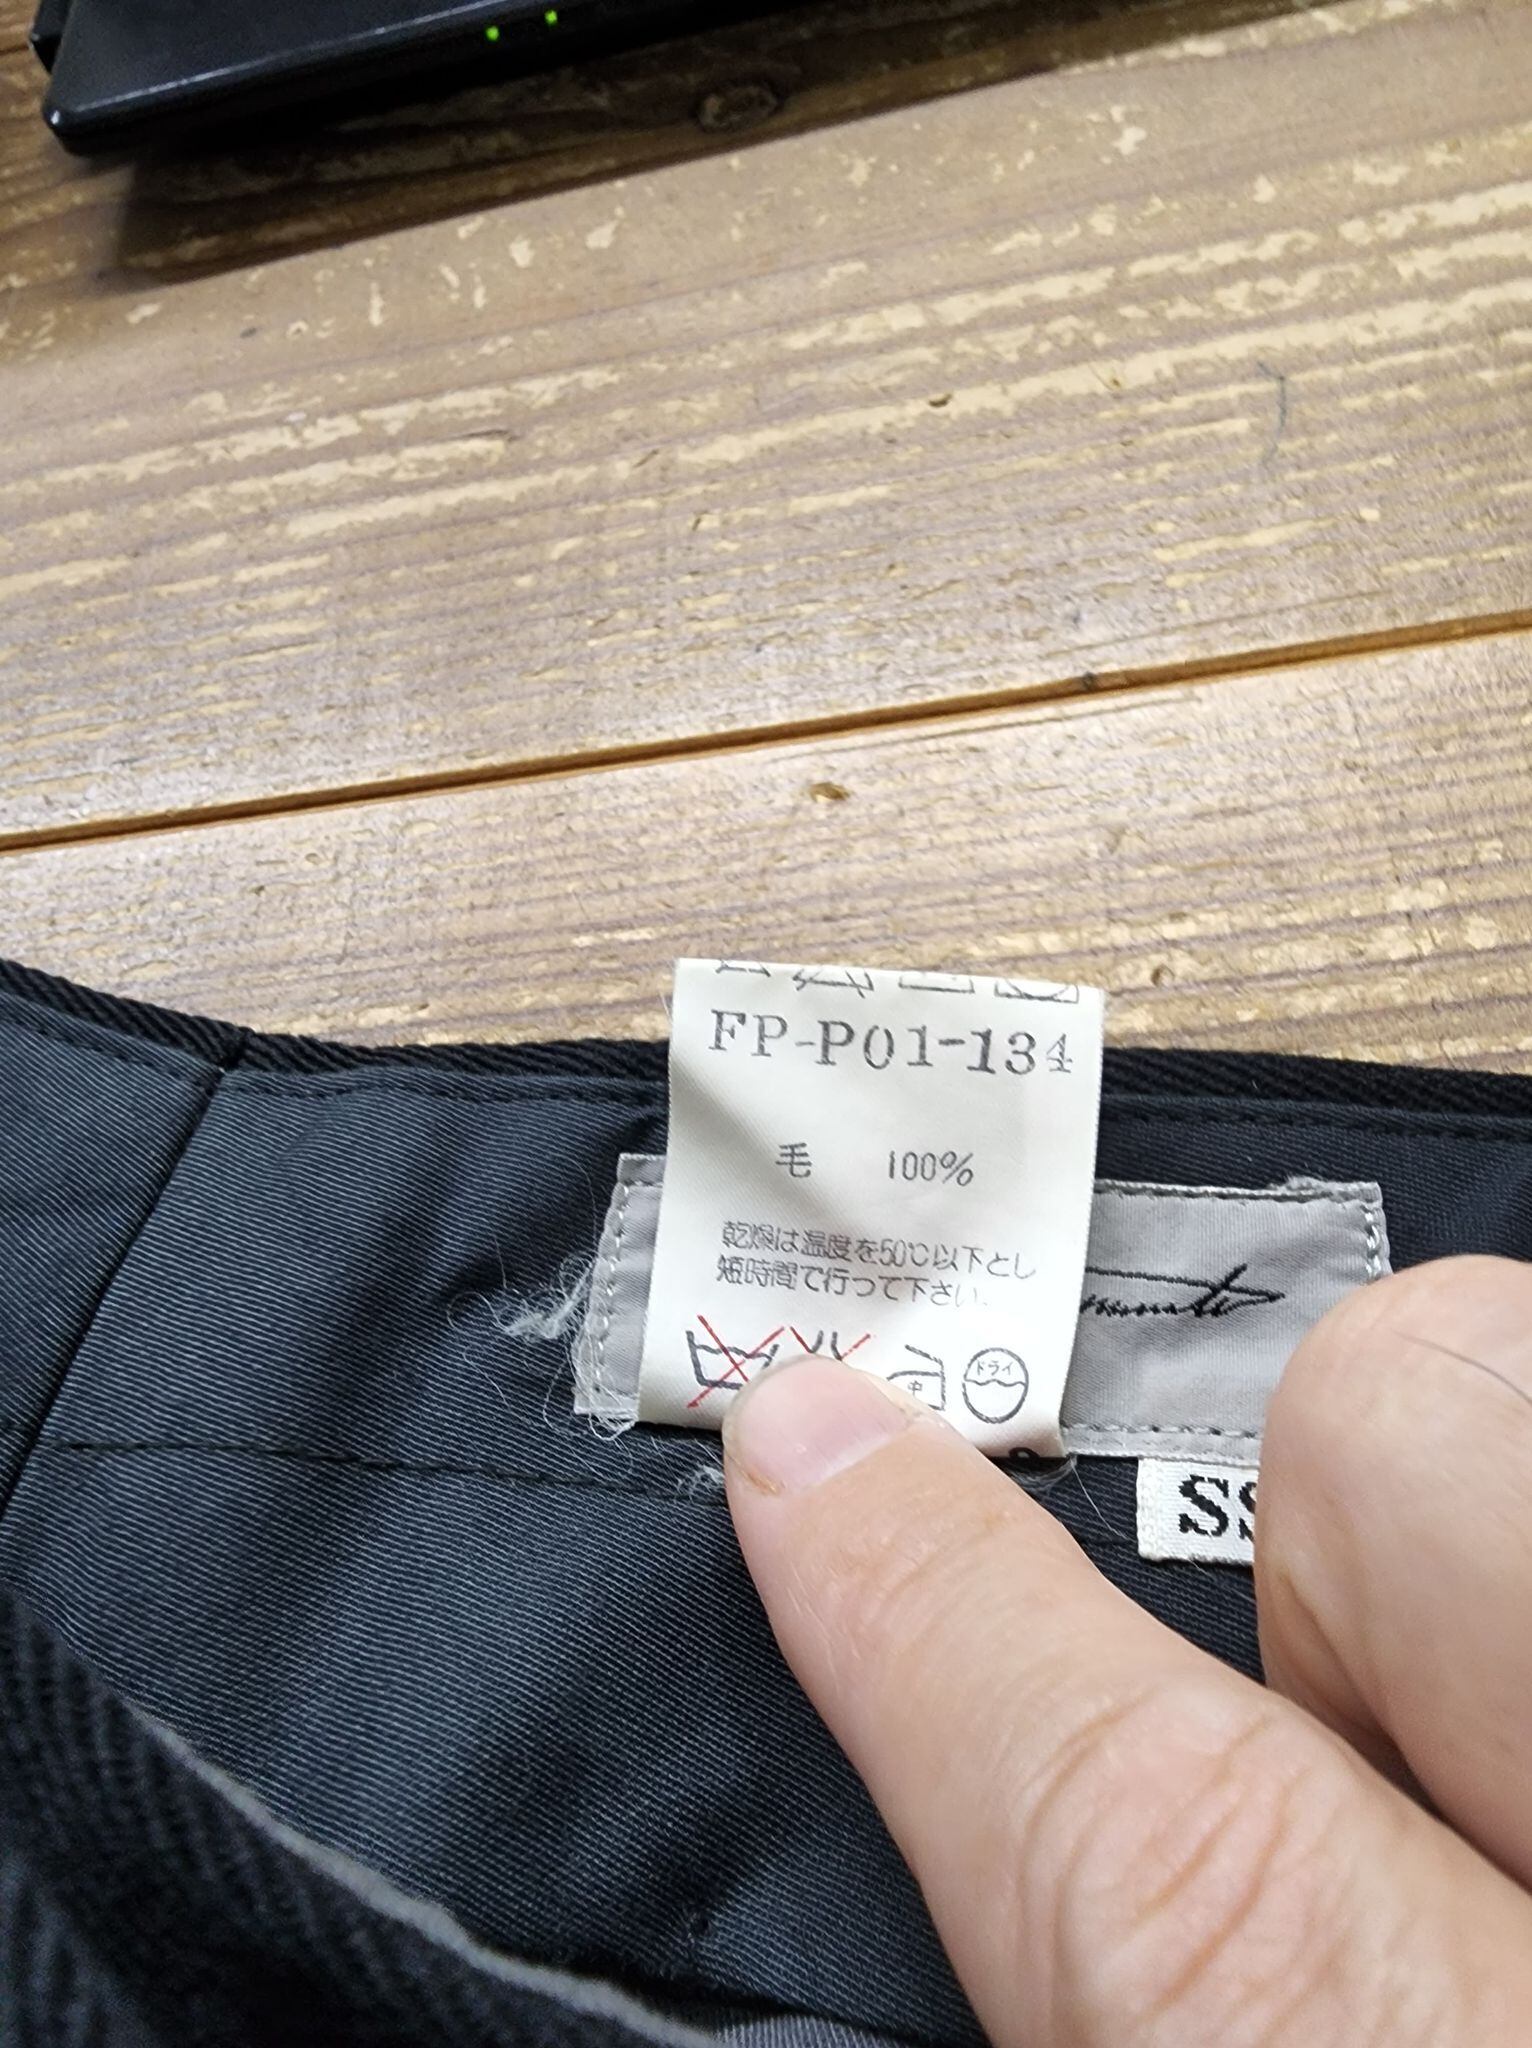 FP-P01-134
毛 100%
乾燥は温度を50℃以下とし
短時間で行って下さい.
中
ドライ